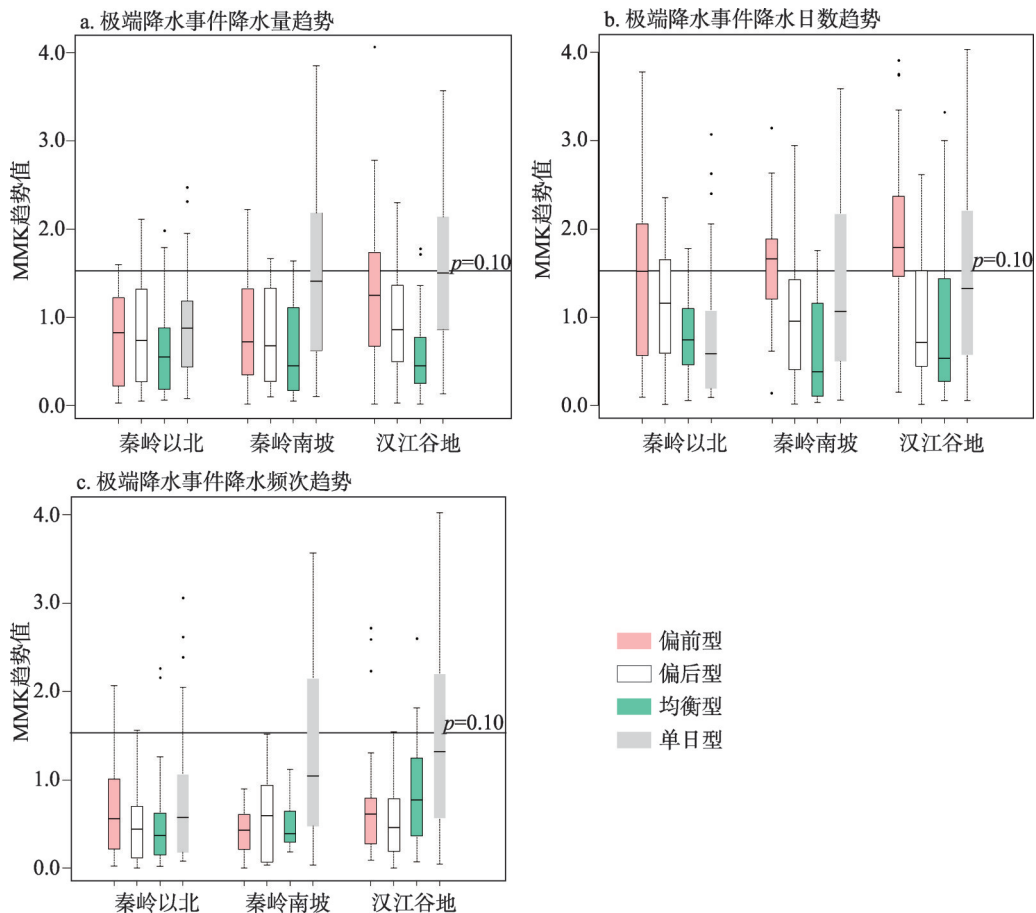 a. 极端降水事件降水量趋势
4.0
3.0
2.0
1.0
0.0
MMK趋势值
p=0.10
秦岭以北 秦岭南坡 汉江谷地
b. 极端降水事件降水日数趋势
4.0
3.0
2.0
1.0
0.0
MMK趋势值
p=0.10
秦岭以北 秦岭南坡 汉江谷地
c. 极端降水事件降水频次趋势
4.0
3.0
2.0
1.0
0.0
MMK趋势值
p=0.10
秦岭以北 秦岭南坡 汉江谷地
偏前型
偏后型
均衡型
单日型